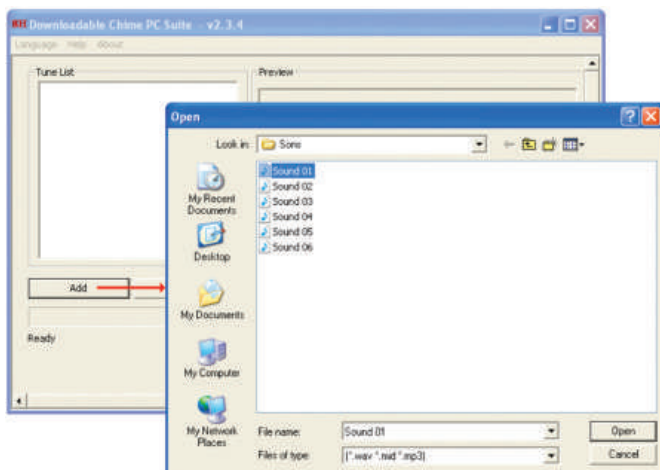 RH Downloadable Chime PC Suite - v2.3.4
Language Help About
Tune List
Preview
Open
Look in: Sons
Sound 01
Sound 02
Sound 03
Sound 04
Sound 05
Sound 06
My Recent
Documents
Desktop
My Documents
My Computer
My Network
Places
Add
Ready
File name: Sound 01 Open
Files of type: (*.wav *.mid *.mp3) Cancel